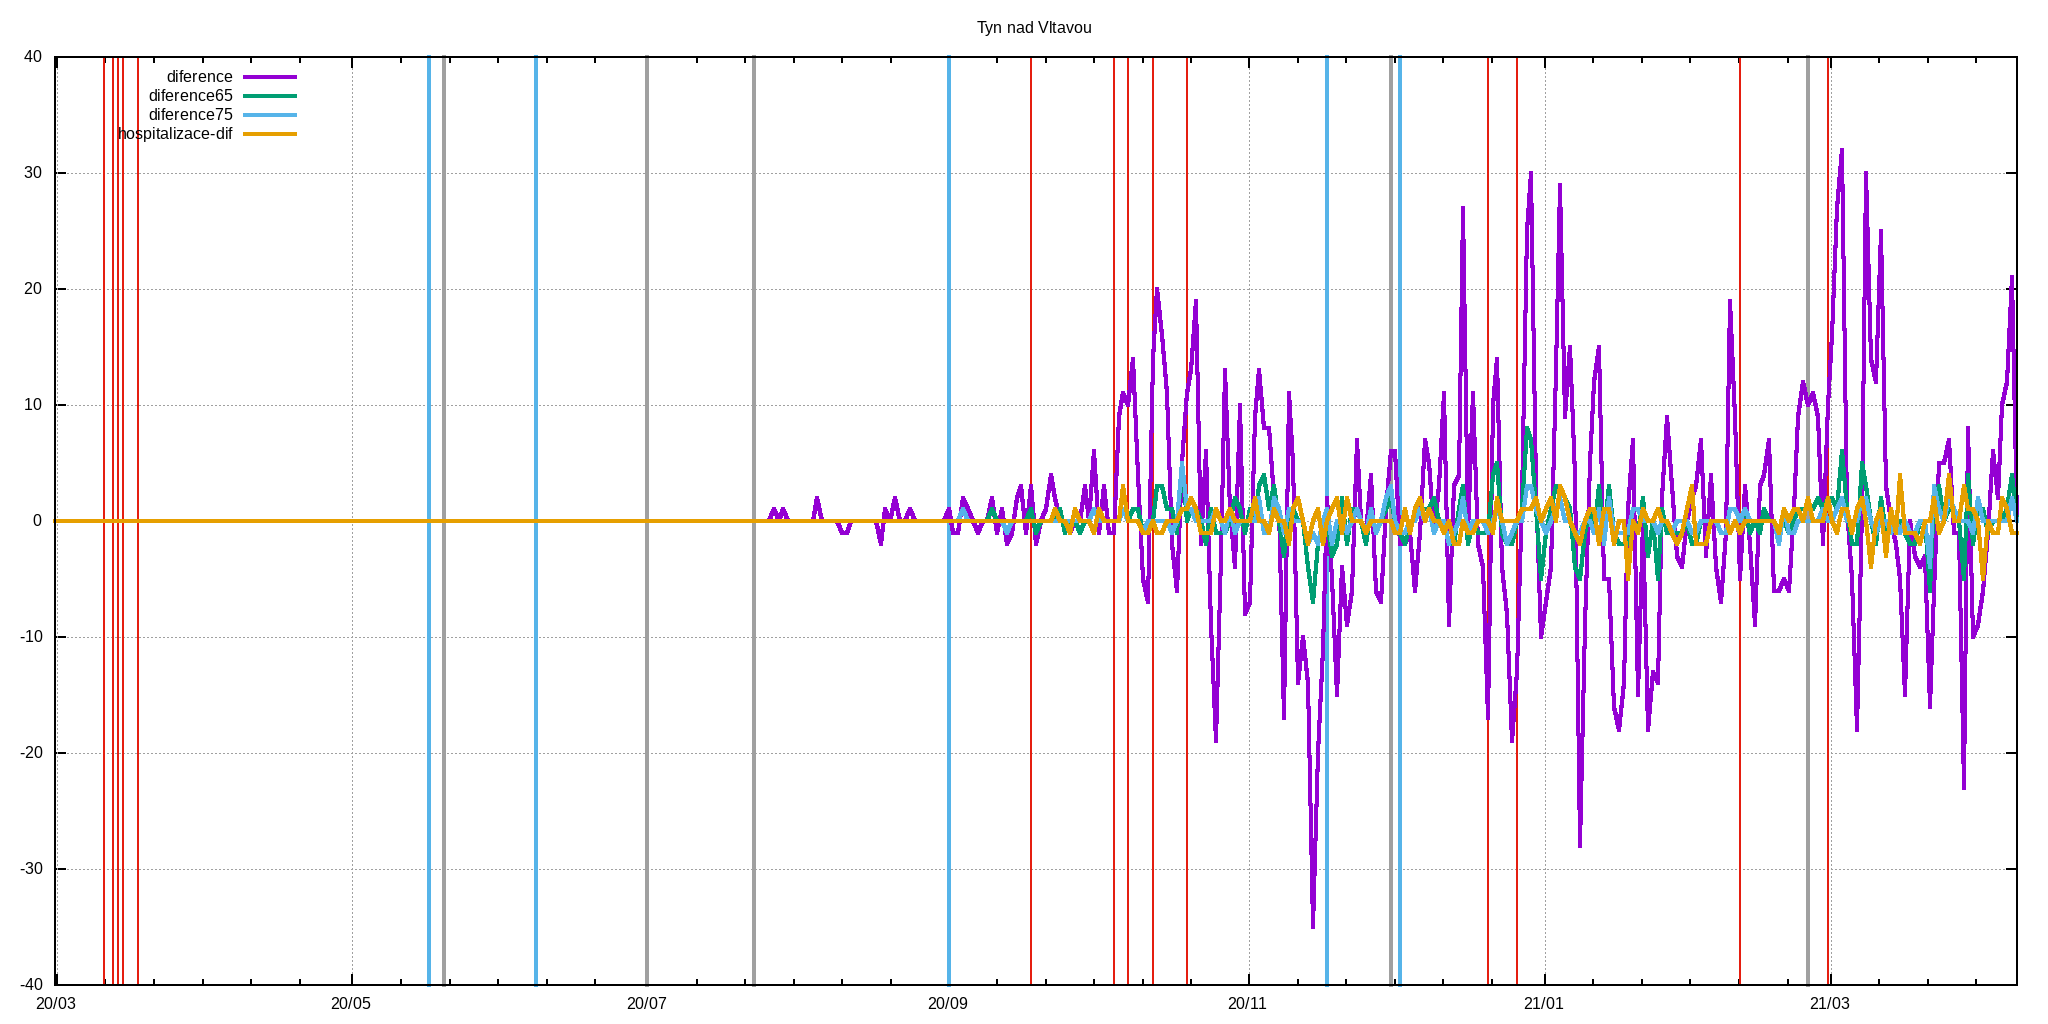 Tyn nad Vltavou
40
30
20
10
0
-10
-20
-30
-40
diference
diference65
diference75
hospitalizace-dif
20/03 20/05 20/07 20/09 20/11 21/01 21/03